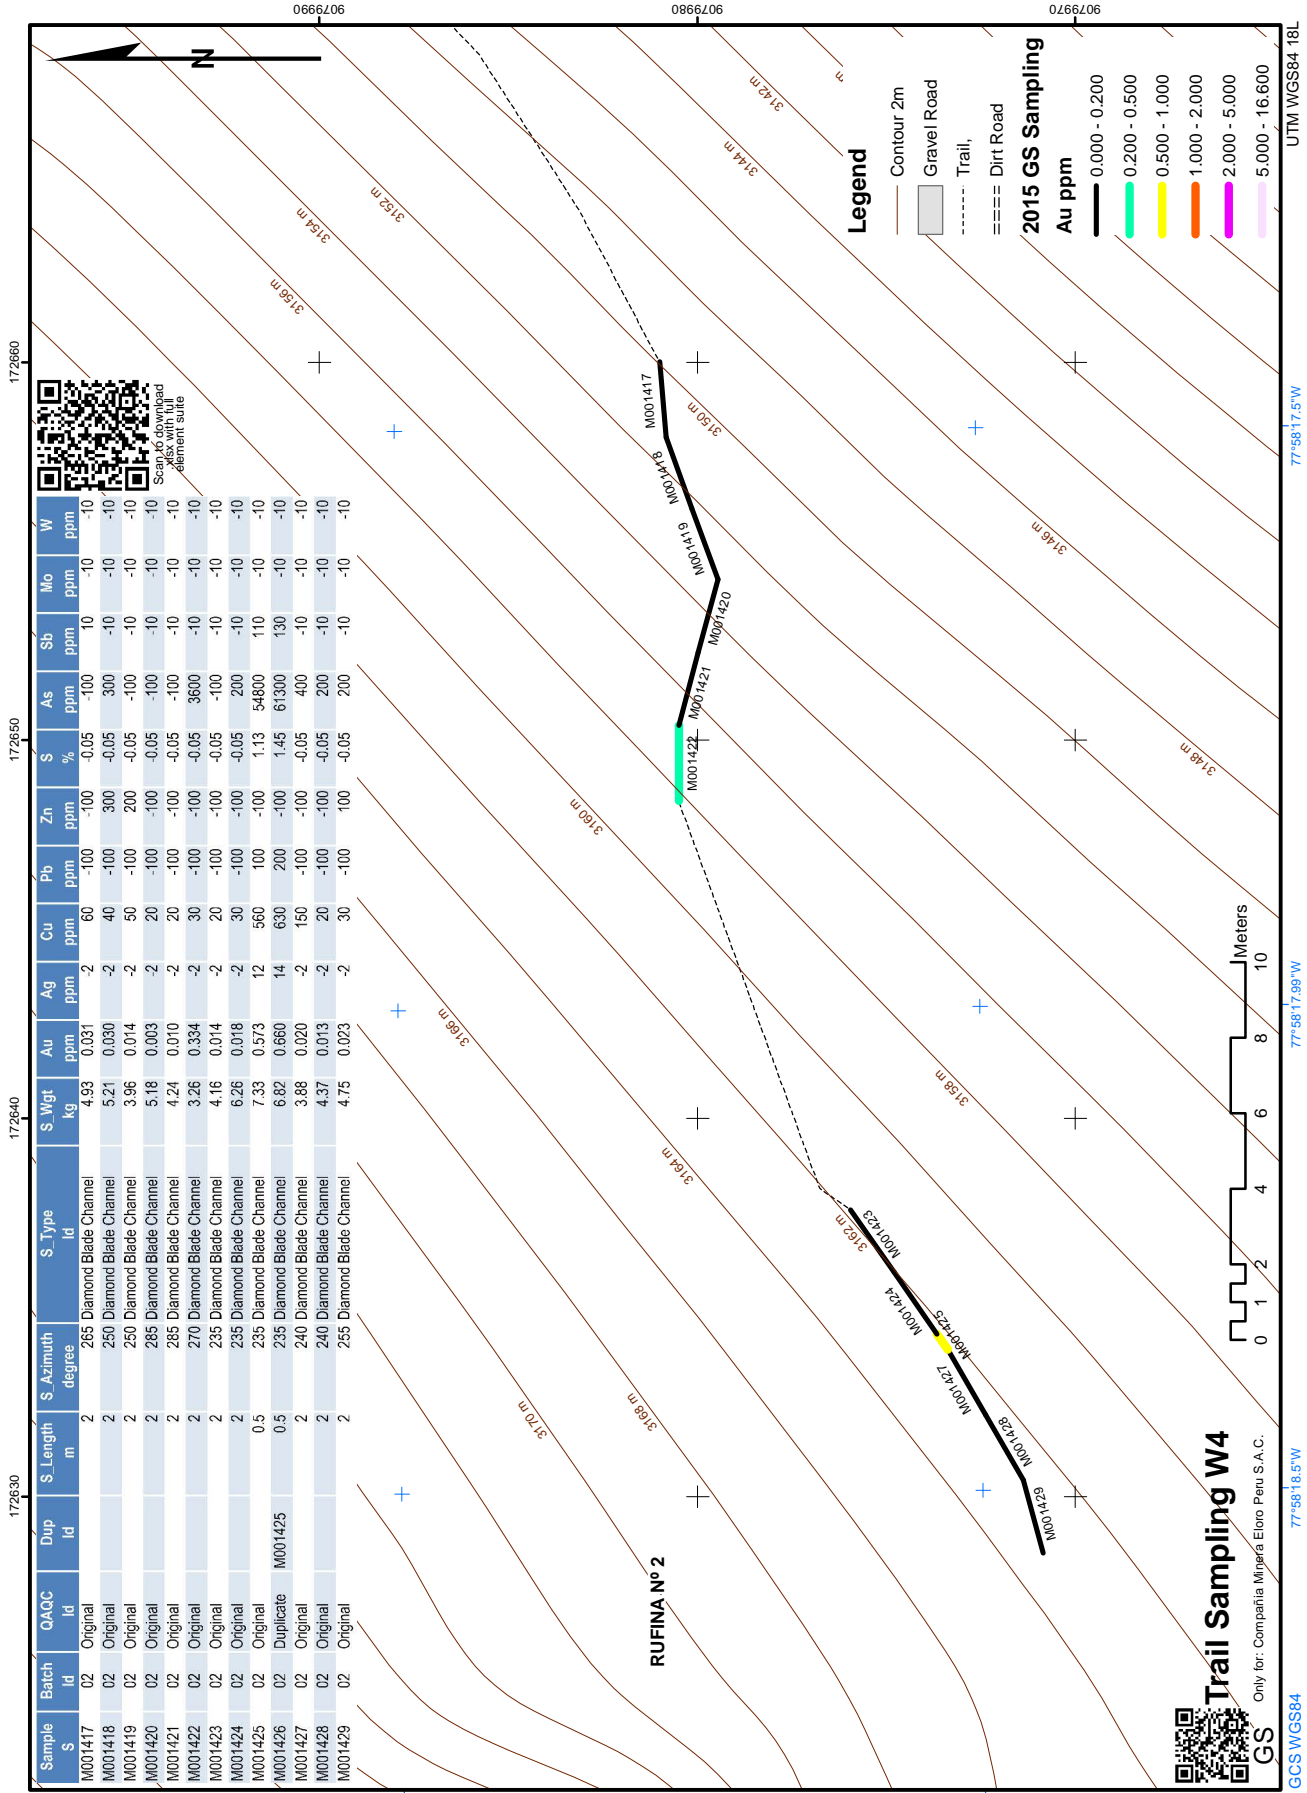 172630
172640
172650
172660
Sample Batch QAQC Dup S_Length S_Azimuth S_Type S_Wgt Au Ag Cu Pb Zn S As Sb Mo W
S Id Id Id m degree Id kg ppm ppm ppm ppm ppm % ppm ppm ppm ppm
M001417 02 Original 2 265 Diamond Blade Channel 4.93 0.031 -2 60 -100 -100 -0.05 -100 10 -10 -10
M001418 02 Original 2 250 Diamond Blade Channel 5.21 0.030 -2 40 -100 300 -0.05 300 -10 -10 -10
M001419 02 Original 2 250 Diamond Blade Channel 3.96 0.014 -2 50 -100 200 -0.05 -100 -10 -10 -10
M001420 02 Original 2 285 Diamond Blade Channel 5.18 0.003 -2 20 -100 -100 -0.05 -100 -10 -10 -10
M001421 02 Original 2 285 Diamond Blade Channel 4.24 0.010 -2 20 -100 -100 -0.05 -100 -10 -10 -10
M001422 02 Original 2 270 Diamond Blade Channel 3.26 0.334 -2 30 -100 -100 -0.05 3600 -10 -10 -10
M001423 02 Original 2 235 Diamond Blade Channel 4.16 0.014 -2 20 -100 -100 -0.05 -100 -10 -10 -10
M001424 02 Original 2 235 Diamond Blade Channel 6.26 0.018 -2 30 -100 -100 -0.05 200 -10 -10 -10
M001425 02 Original 0.5 235 Diamond Blade Channel 7.33 0.573 12 560 100 -100 1.13 54800 110 -10 -10
M001426 02 Duplicate M001425 0.5 235 Diamond Blade Channel 6.82 0.660 14 630 200 -100 1.45 61300 130 -10 -10
M001427 02 Original 2 240 Diamond Blade Channel 3.88 0.020 -2 150 -100 -100 -0.05 400 -10 -10 -10
M001428 02 Original 2 240 Diamond Blade Channel 4.37 0.013 -2 20 -100 -100 -0.05 200 -10 -10 -10
M001429 02 Original 2 255 Diamond Blade Channel 4.75 0.023 -2 30 -100 100 -0.05 200 -10 -10 -10
Scan to download
.xlsx with full
element suite
N
9079990
9079980
9079970
3156 m
3154 m
3152 m
3142 m
3144 m
m
3150 m
3146 m
3148 m
3160 m
3166 m
3158 m
3164 m
3162 m
3168 m
3170 m
M001417
M001418
M001419
M001420
M001421
M001422
M001423
M001424
M001425
M001427
M001428
M001429
RUFINA Nº 2
Legend
Contour 2m
Gravel Road
Trail,
Dirt Road
2015 GS Sampling
Au ppm
0.000 - 0.200
0.200 - 0.500
0.500 - 1.000
1.000 - 2.000
2.000 - 5.000
5.000 - 16.600
Trail Sampling W4
GS
Only for: Compañia Minera Eloro Peru S.A.C.
0 1 2 4 6 8 10
Meters
GCS WGS84
77°58'18.5"W
77°58'17.99"W
77°58'17.5"W
UTM WGS84 18L